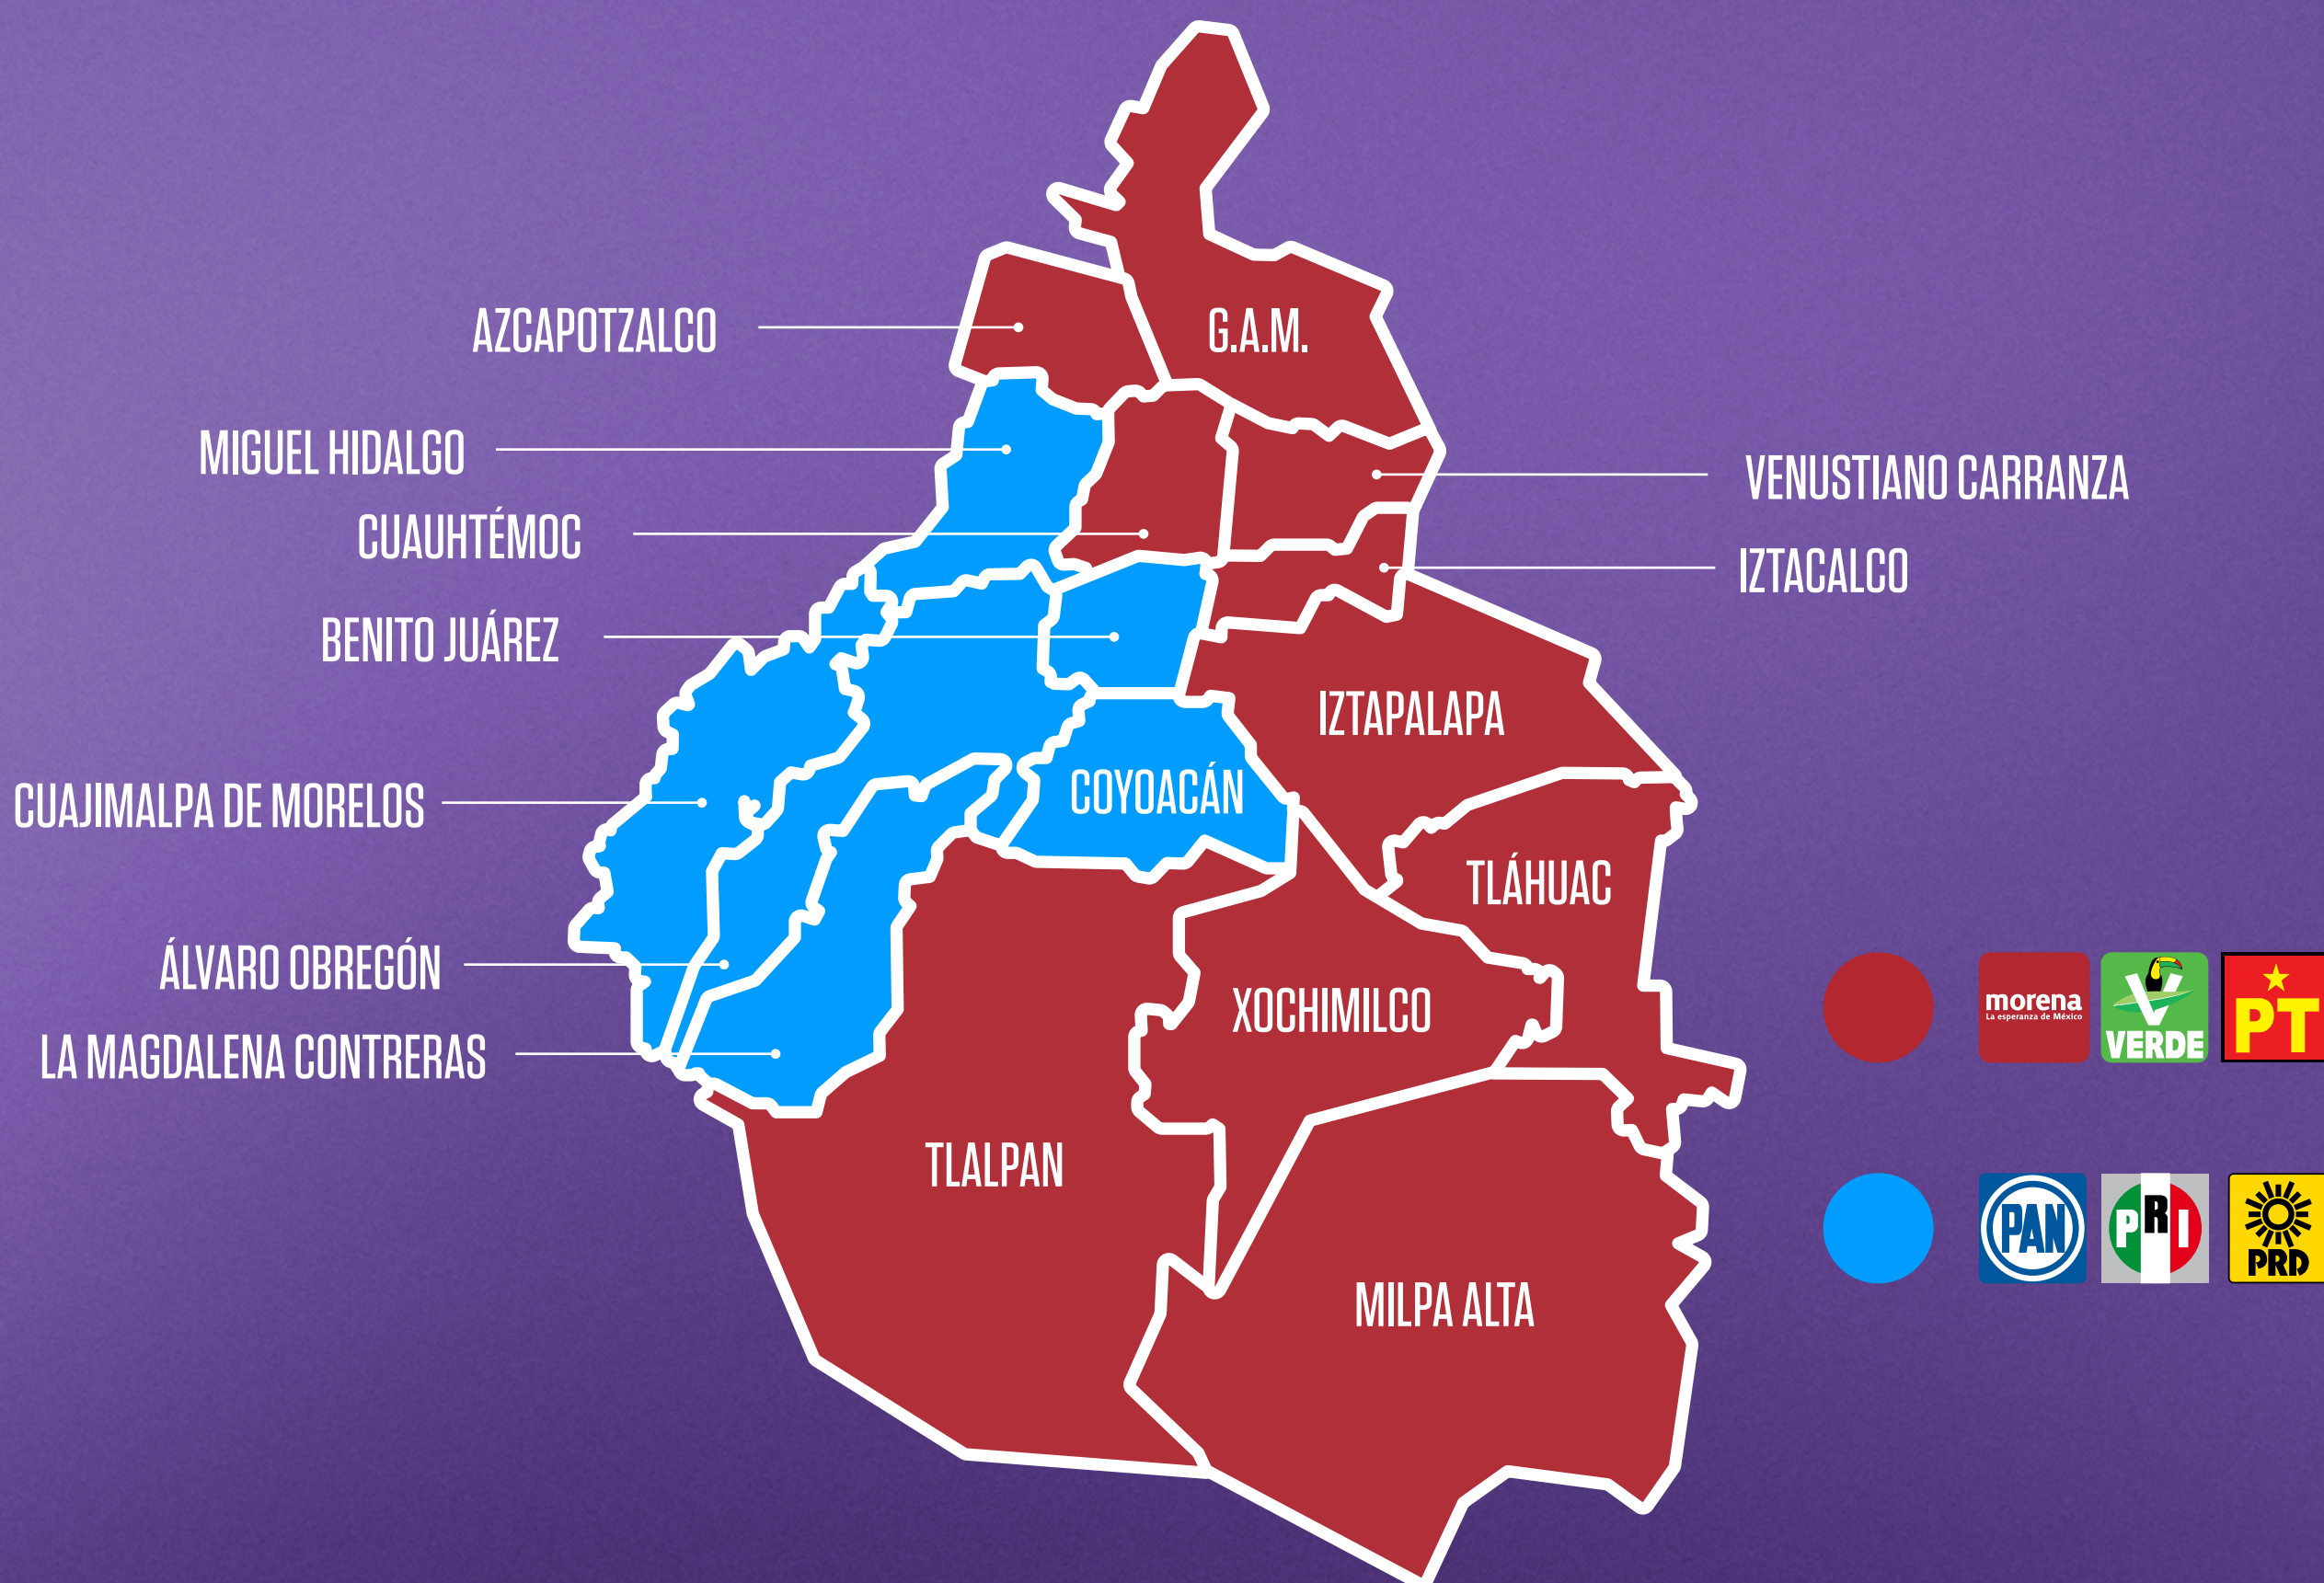 AZCAPOTZALCO
G.A.M.
MIGUEL HIDALGO
VENUSTIANO CARRANZA
CUAUHTÉMOC
IZTACALCO
BENITO JUÁREZ
IZTAPALAPA
COYOACÁN
CUAJIMALPA DE MORELOS
TLÁHUAC
ÁLVARO OBREGÓN
XOCHIMILCO
LA MAGDALENA CONTRERAS
TLALPAN
MILPA ALTA
morena
La esperanza de México
VERDE
PT
PAN
PRI
PRD